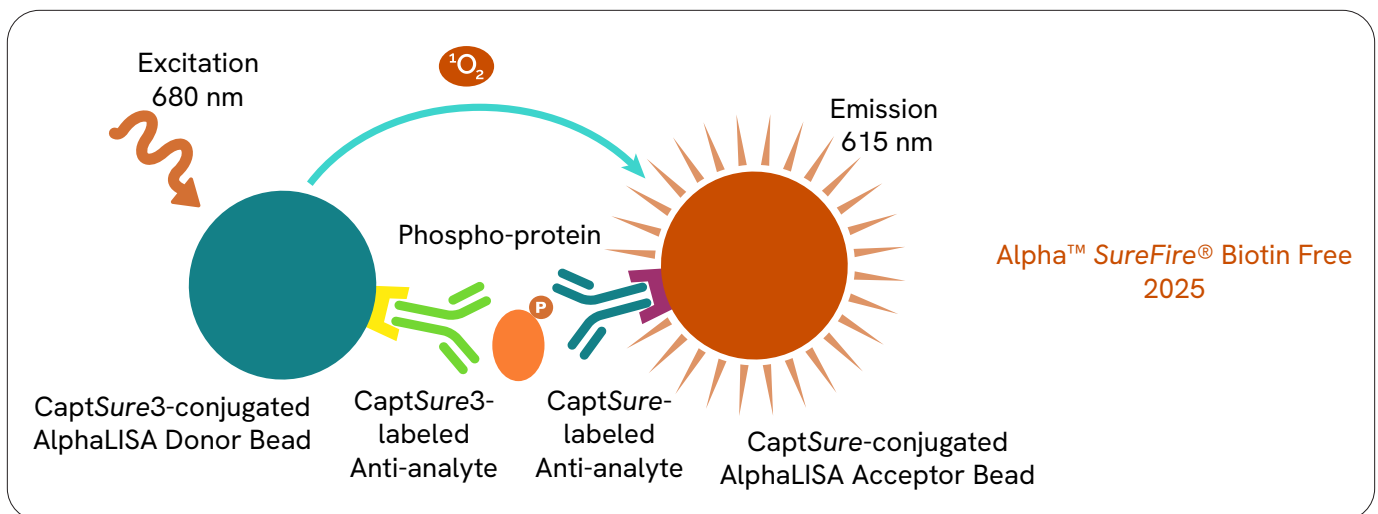 Excitation
680 nm
¹O₂
Emission
615 nm
Phospho-protein
P
Alpha™ SureFire® Biotin Free
2025
CaptSure3-conjugated
AlphaLISA Donor Bead
CaptSure3-
labeled
Anti-analyte
CaptSure-
labeled
Anti-analyte
CaptSure-conjugated
AlphaLISA Acceptor Bead